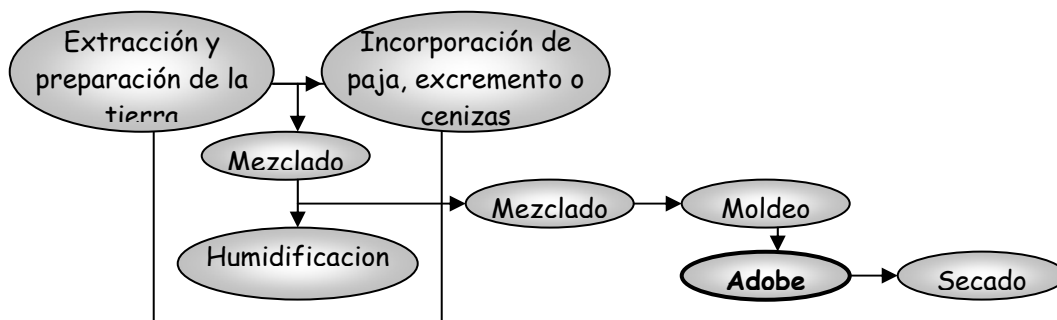 Extracción y
preparación de la
tierra
Incorporación de
paja, excremento o
cenizas
Mezclado
Mezclado
Moldeo
Humidificacion
Adobe
Secado